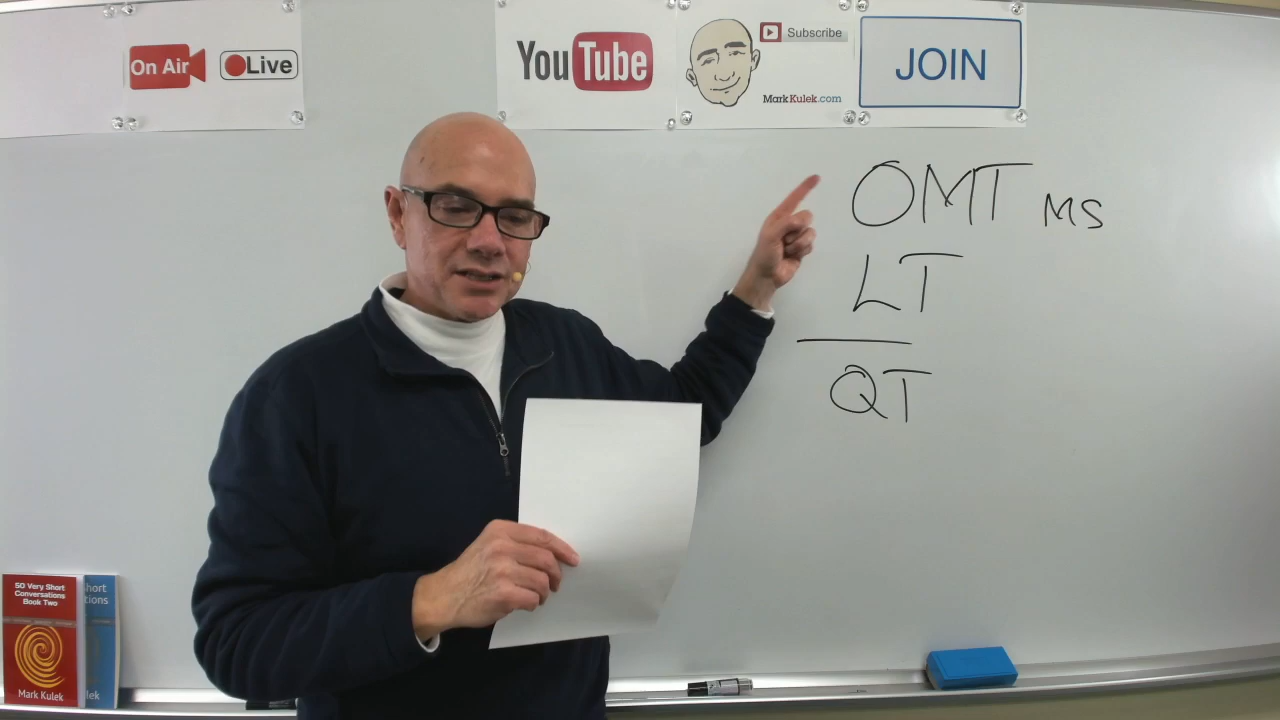 On Air
Live
YouTube
Subscribe
MarkKulek.com
JOIN
OMT MS
LT
QT
50 Very Short
Conversations
Book Two
Mark Kulek